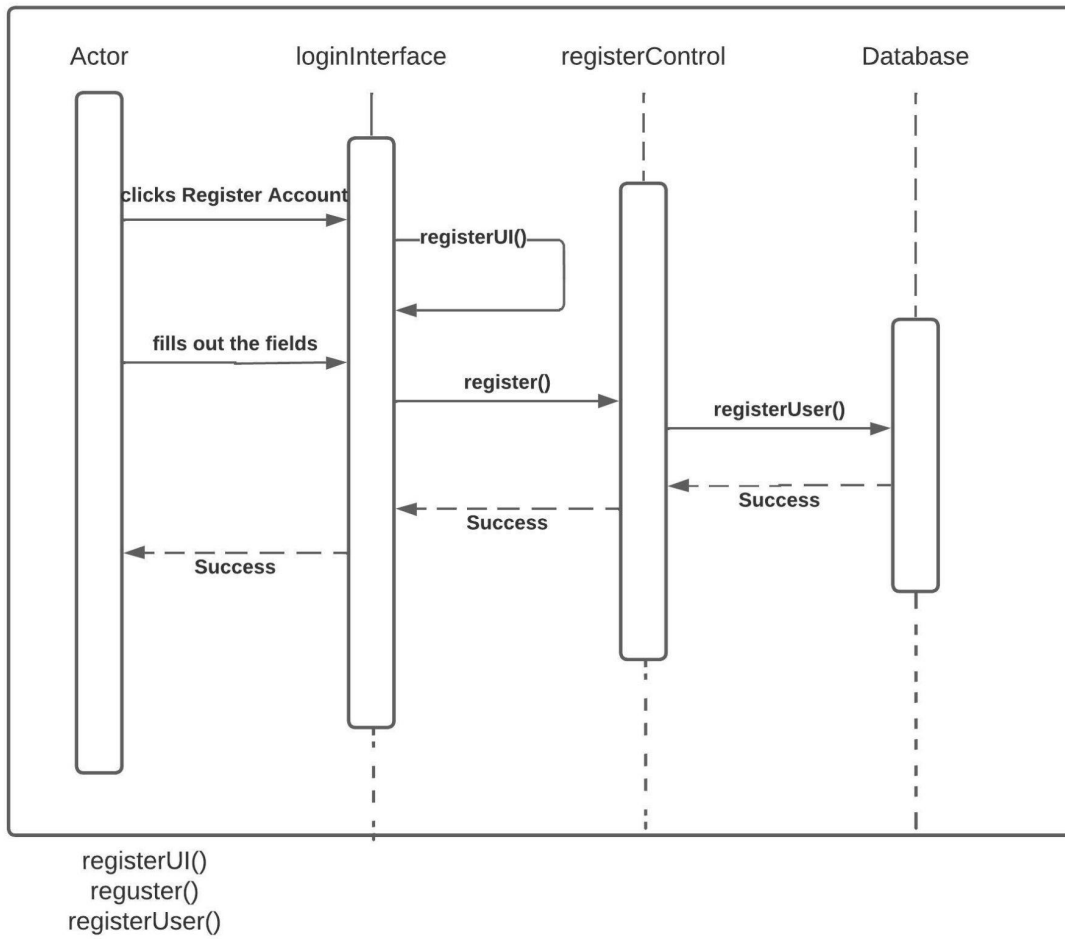 Actor loginInterface registerControl Database
clicks Register Account
registerUI()
fills out the fields
register()
registerUser()
Success
Success
Success
registerUI()
reguster()
registerUser()